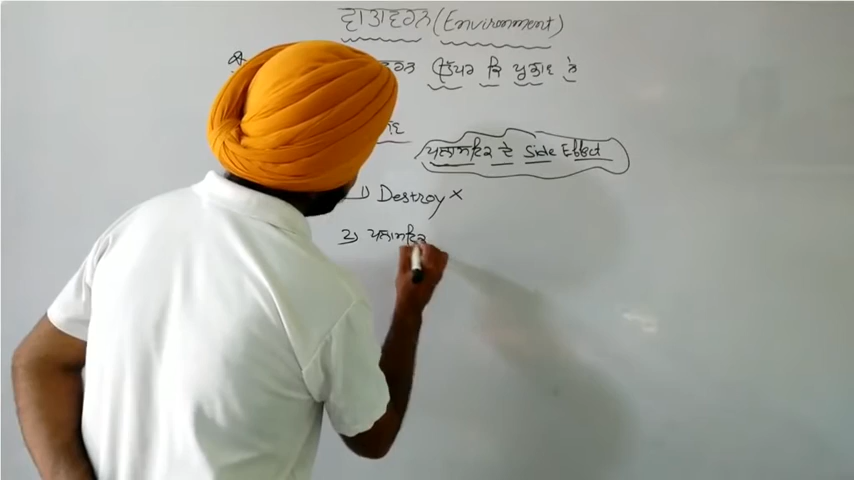 ਵਾਤਾਵਰਨ (Environment)
ਉੱਪਰ ਕਿ ਪ੍ਰਭਾਵ ਨੇ
ਪਲਾਸਟਿਕ ਦੇ Side Effect
1) Destroy ×
2) ਪਲਾਸਟਿਕ